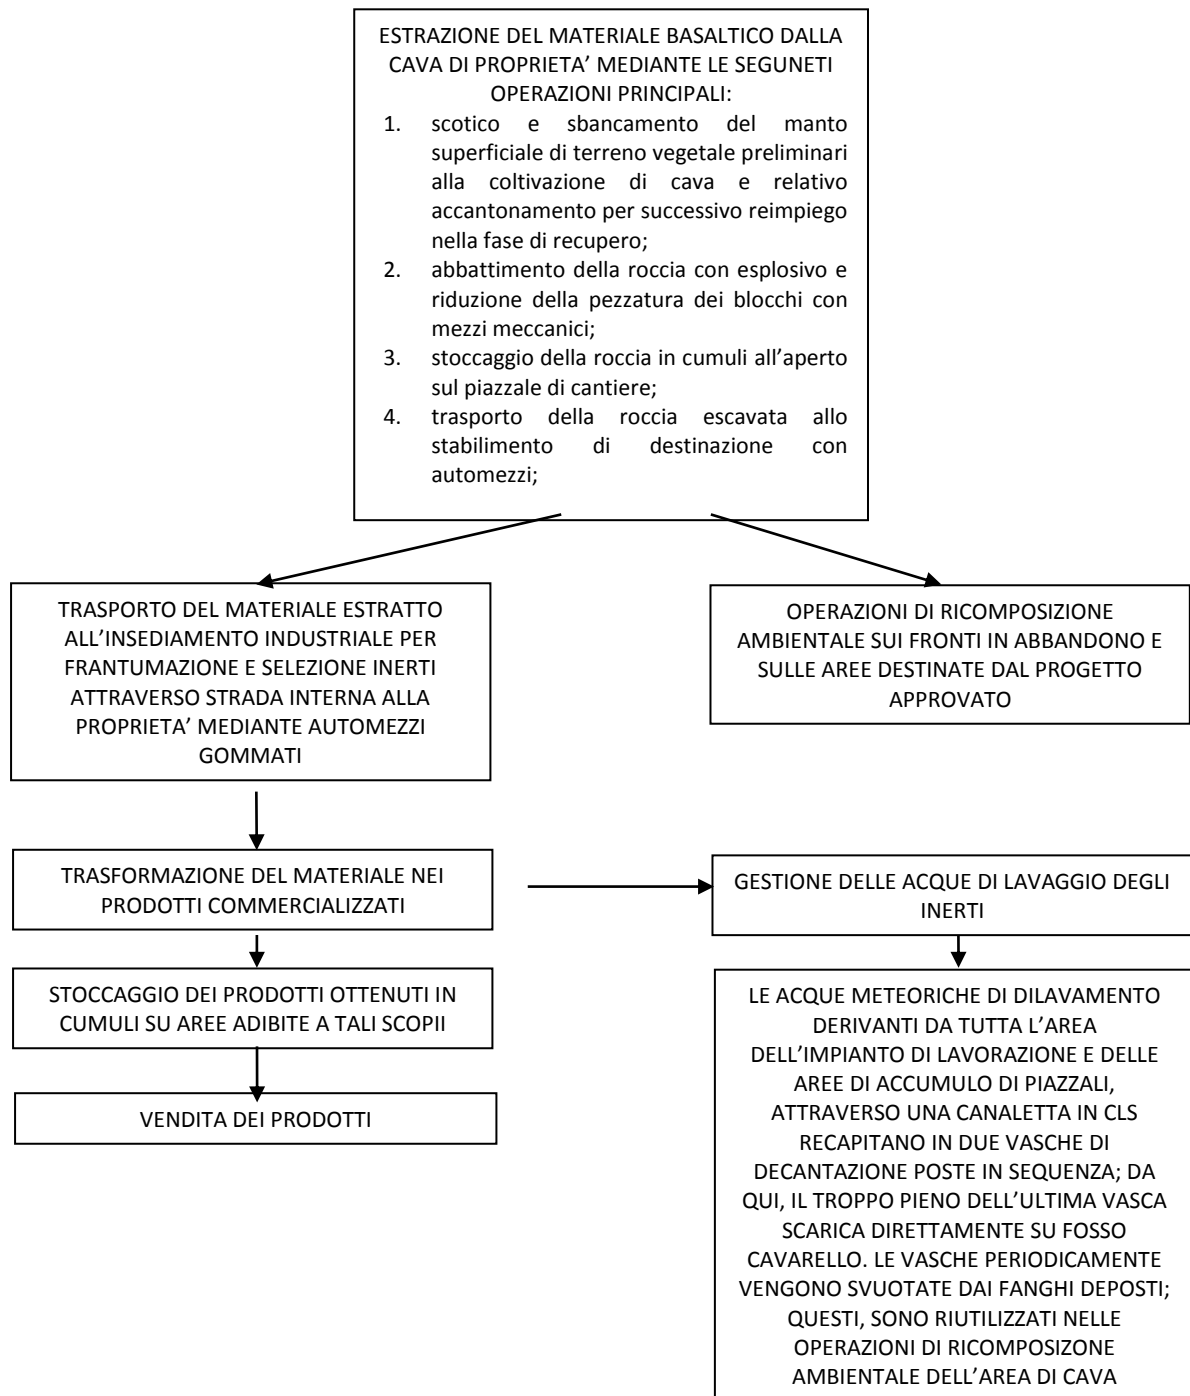 ESTRAZIONE DEL MATERIALE BASALTICO DALLA
CAVA DI PROPRIETA’ MEDIANTE LE SEGUNETI
OPERAZIONI PRINCIPALI:
1. scotico e sbancamento del manto
superficiale di terreno vegetale preliminari
alla coltivazione di cava e relativo
accantonamento per successivo reimpiego
nella fase di recupero;
2. abbattimento della roccia con esplosivo e
riduzione della pezzatura dei blocchi con
mezzi meccanici;
3. stoccaggio della roccia in cumuli all’aperto
sul piazzale di cantiere;
4. trasporto della roccia escavata allo
stabilimento di destinazione con
automezzi;
TRASPORTO DEL MATERIALE ESTRATTO
ALL’INSEDIAMENTO INDUSTRIALE PER
FRANTUMAZIONE E SELEZIONE INERTI
ATTRAVERSO STRADA INTERNA ALLA
PROPRIETA’ MEDIANTE AUTOMEZZI
GOMMATI
OPERAZIONI DI RICOMPOSIZIONE
AMBIENTALE SUI FRONTI IN ABBANDONO E
SULLE AREE DESTINATE DAL PROGETTO
APPROVATO
TRASFORMAZIONE DEL MATERIALE NEI
PRODOTTI COMMERCIALIZZATI
GESTIONE DELLE ACQUE DI LAVAGGIO DEGLI
INERTI
STOCCAGGIO DEI PRODOTTI OTTENUTI IN
CUMULI SU AREE ADIBITE A TALI SCOPII
VENDITA DEI PRODOTTI
LE ACQUE METEORICHE DI DILAVAMENTO
DERIVANTI DA TUTTA L’AREA
DELL’IMPIANTO DI LAVORAZIONE E DELLE
AREE DI ACCUMULO DI PIAZZALI,
ATTRAVERSO UNA CANALETTA IN CLS
RECAPITANO IN DUE VASCHE DI
DECANTAZIONE POSTE IN SEQUENZA; DA
QUI, IL TROPPO PIENO DELL’ULTIMA VASCA
SCARICA DIRETTAMENTE SU FOSSO
CAVARELLO. LE VASCHE PERIODICAMENTE
VENGONO SVUOTATE DAI FANGHI DEPOSTI;
QUESTI, SONO RIUTILIZZATI NELLE
OPERAZIONI DI RICOMPOSIZONE
AMBIENTALE DELL’AREA DI CAVA